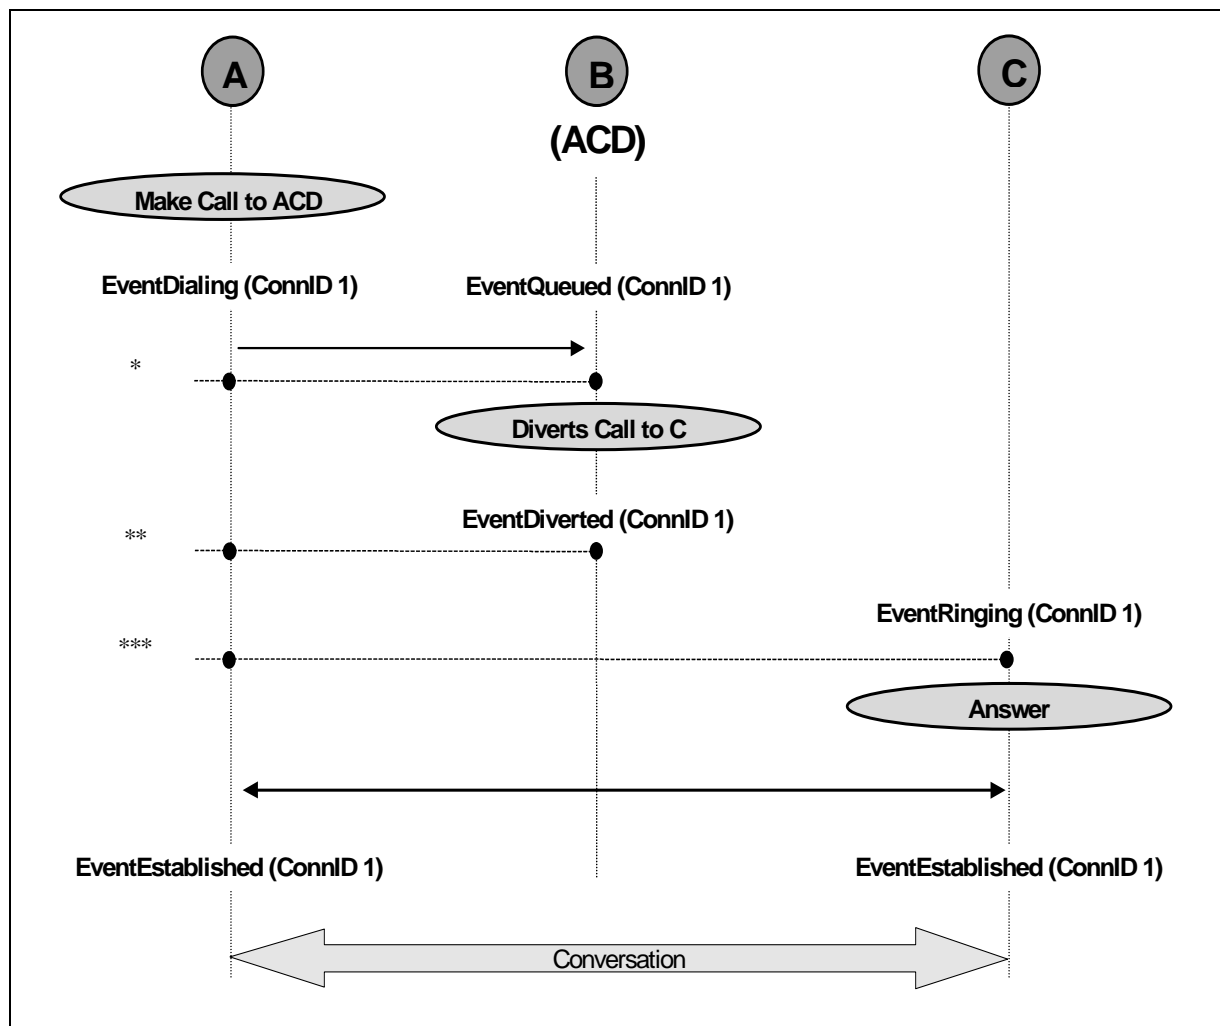 A
B
C
(ACD)
Make Call to ACD
EventDialing (ConnID 1)
EventQueued (ConnID 1)
*
Diverts Call to C
EventDiverted (ConnID 1)
**
EventRinging (ConnID 1)
***
Answer
EventEstablished (ConnID 1)
EventEstablished (ConnID 1)
Conversation